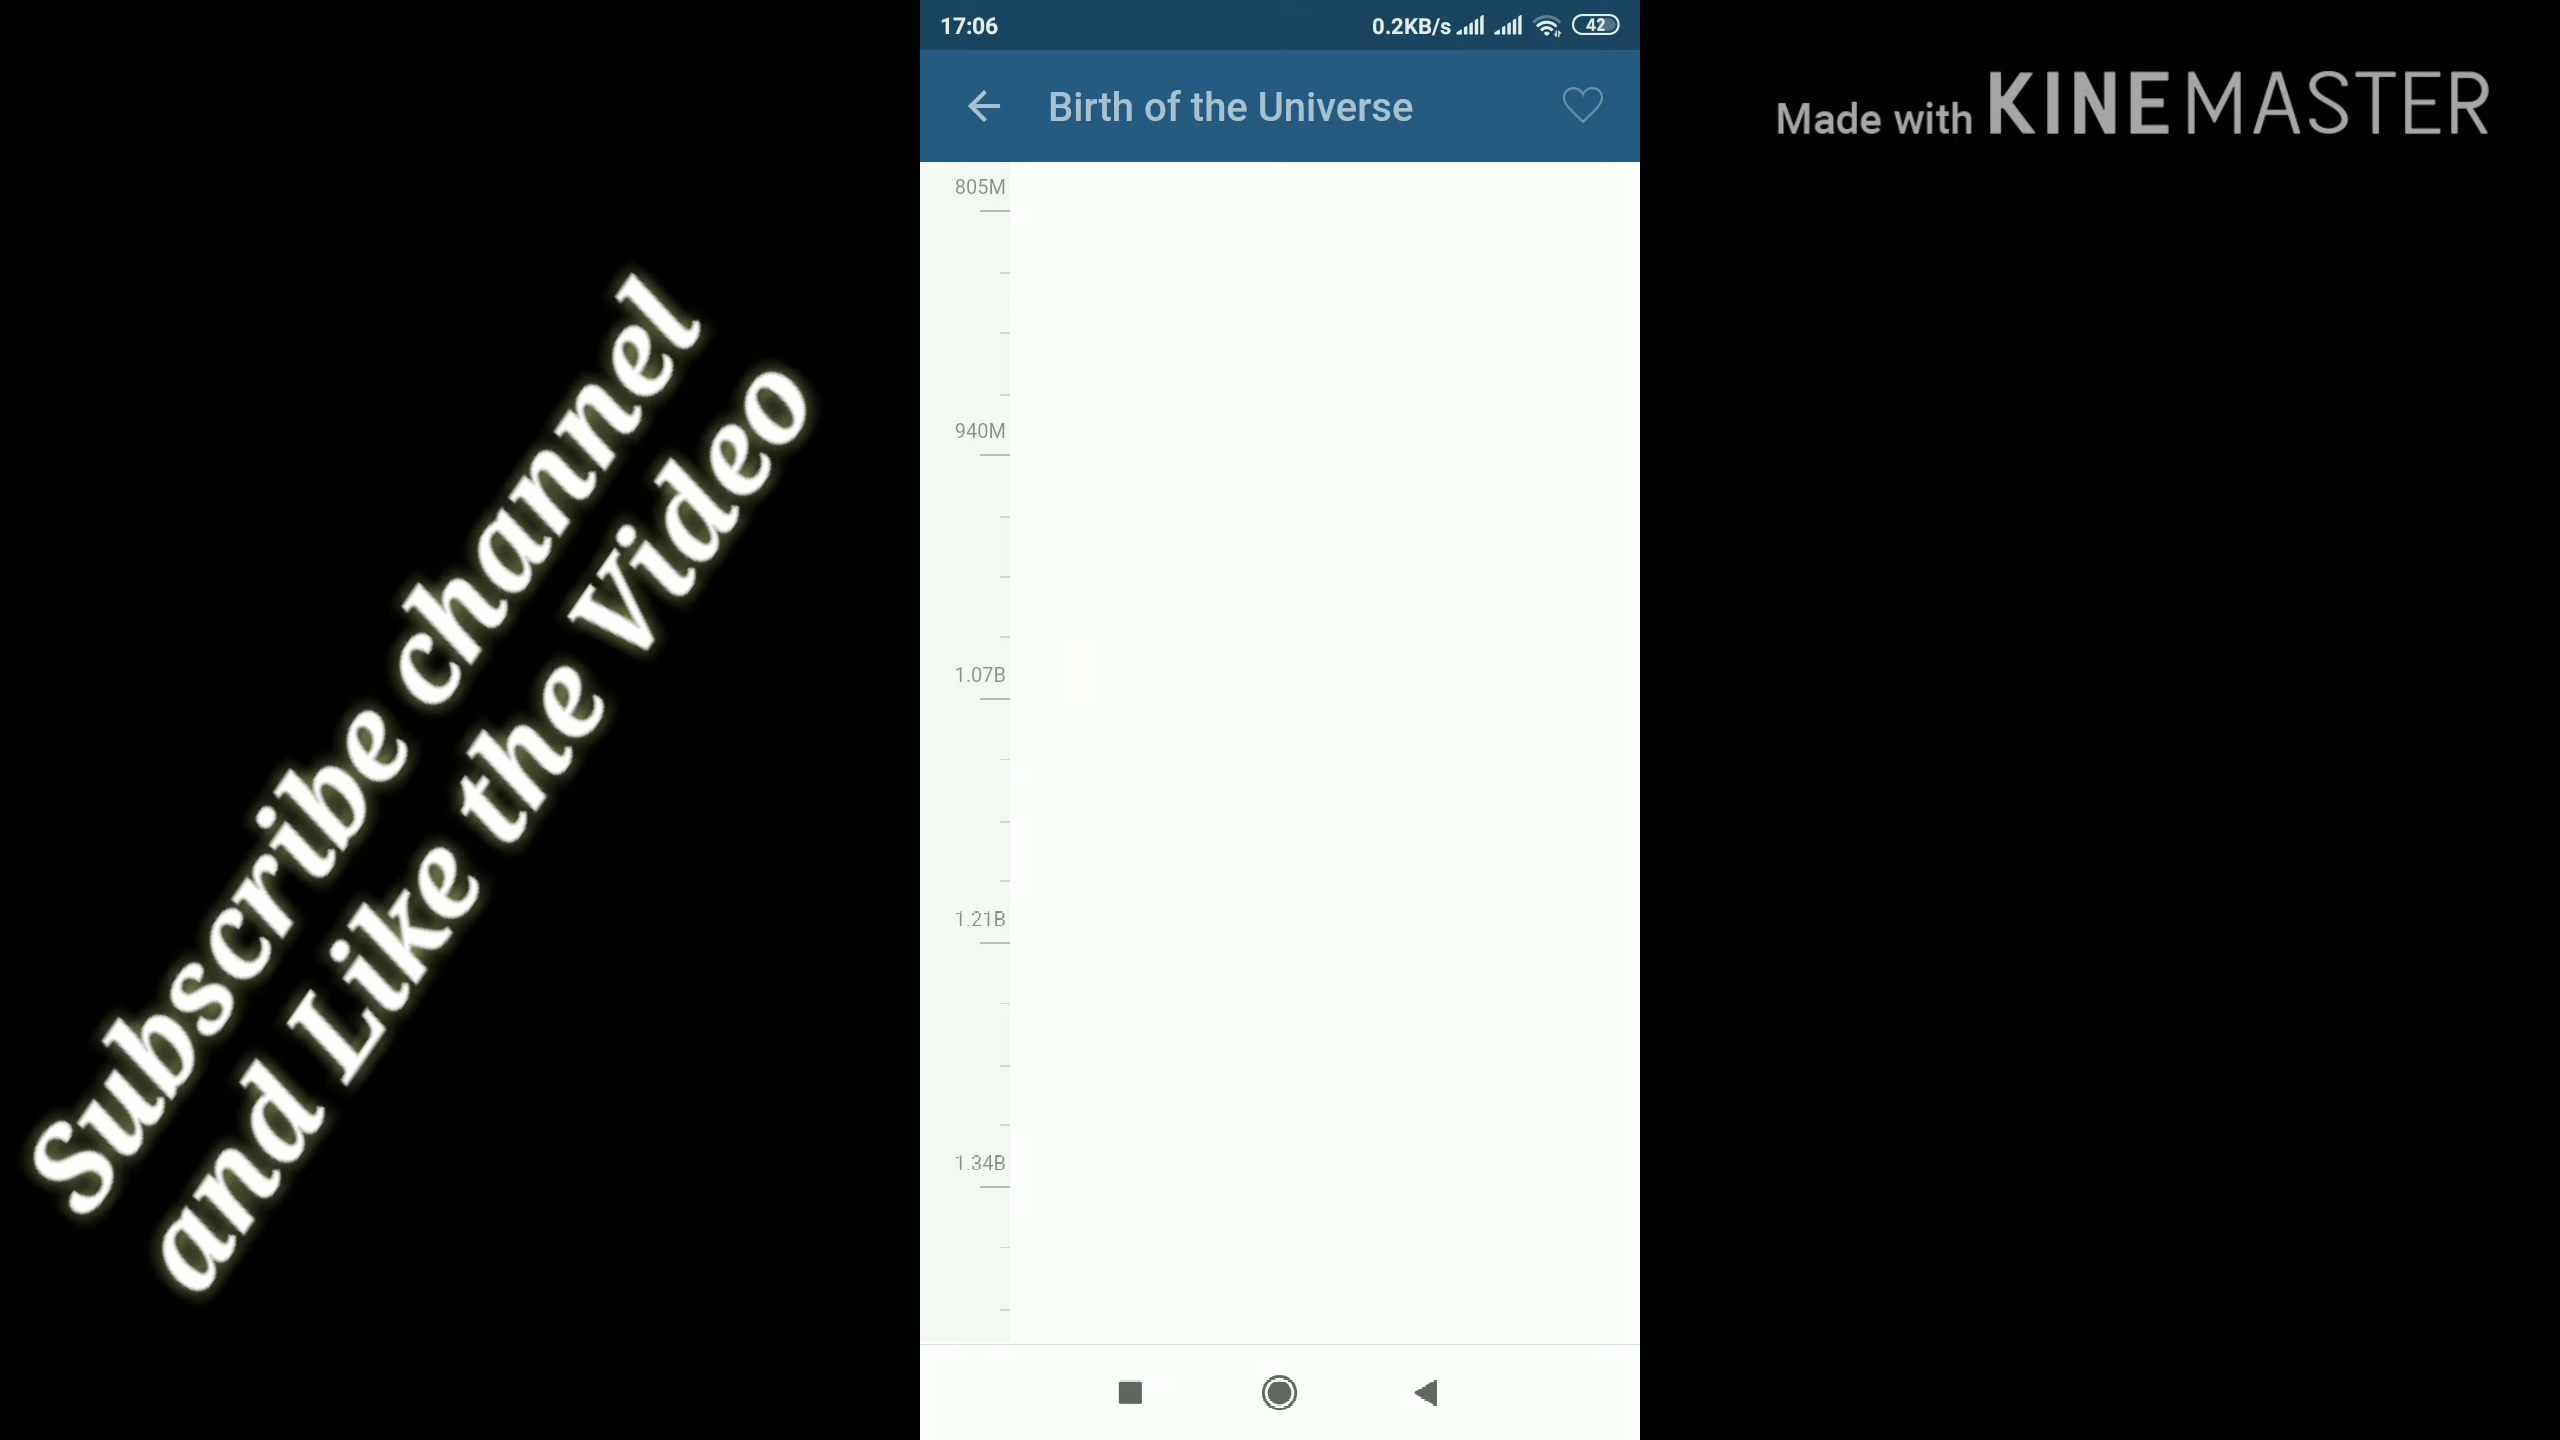 17:06
0.2KB/s
42
Birth of the Universe
Made with KINEMASTER
805M
940M
1.07B
1.21B
1.34B
Subscribe channel
and Like the Video